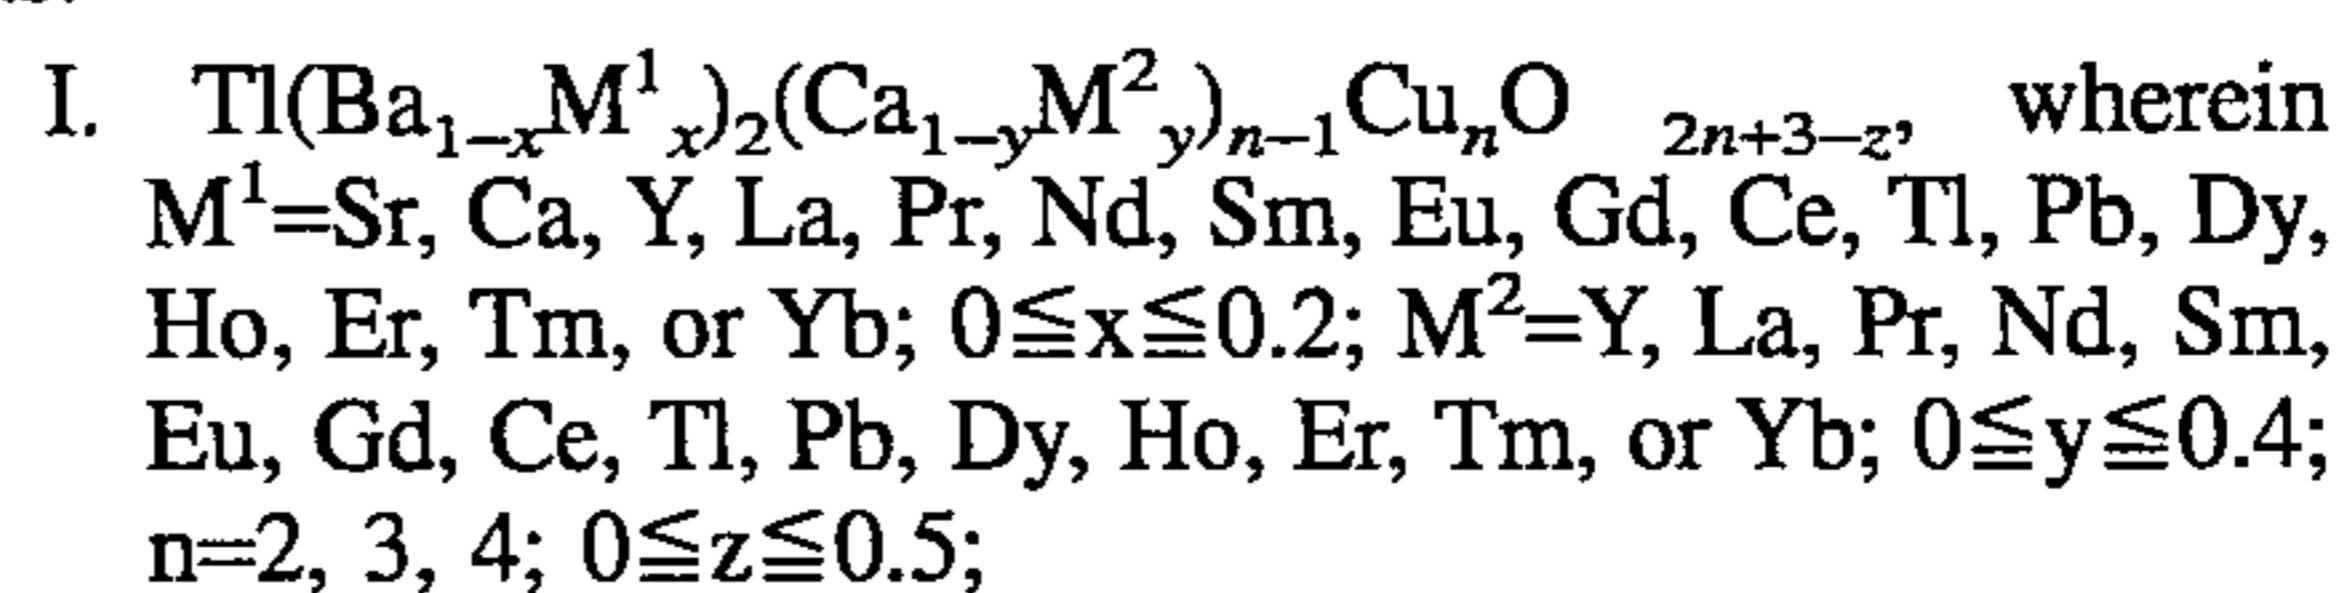 I. Tl(Ba₁₋ₓM¹ₓ)₂(Ca₁₋ᵧM²ᵧ)ₙ₋₁CuₙO ₂ₙ₊₃₋z, wherein
M¹=Sr, Ca, Y, La, Pr, Nd, Sm, Eu, Gd, Ce, Tl, Pb, Dy,
Ho, Er, Tm, or Yb; 0≦x≦0.2; M²=Y, La, Pr, Nd, Sm,
Eu, Gd, Ce, Tl, Pb, Dy, Ho, Er, Tm, or Yb; 0≦y≦0.4;
n=2, 3, 4; 0≦z≦0.5;